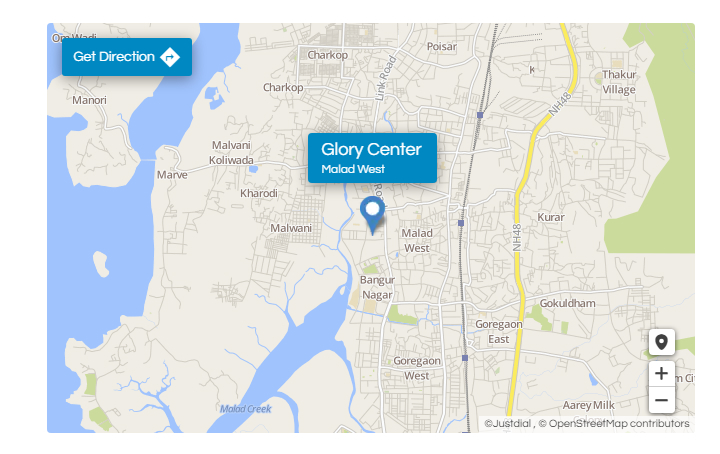 Om Wadi
Get Direction
Charkop
Poisar
Link Road
Charkop
Thakur
Village
Manori
NH48
Malvani
Koliwada
Glory Center
Malad West
Marve
Kharodi
Malwani
Malad
West
Kurar
NH48
Bangur
Nagar
Gokuldham
Goregaon
East
Goregaon
West
Malad Creek
Aarey Milk
+
−
©Justdial , © OpenStreetMap contributors